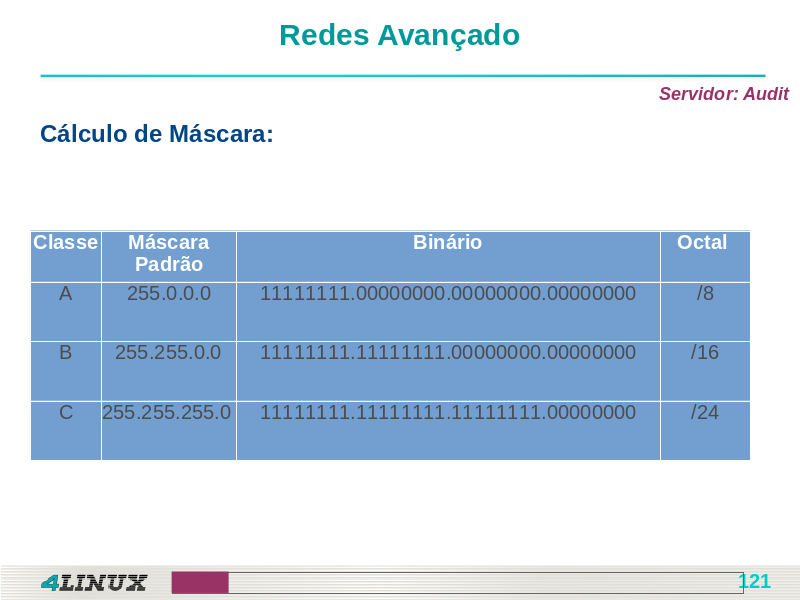 Redes Avançado
Servidor: Audit
Cálculo de Máscara:
Classe Máscara Padrão Binário Octal
A 255.0.0.0 11111111.00000000.00000000.00000000 /8
B 255.255.0.0 11111111.11111111.00000000.00000000 /16
C 255.255.255.0 11111111.11111111.11111111.00000000 /24
4LINUX
121